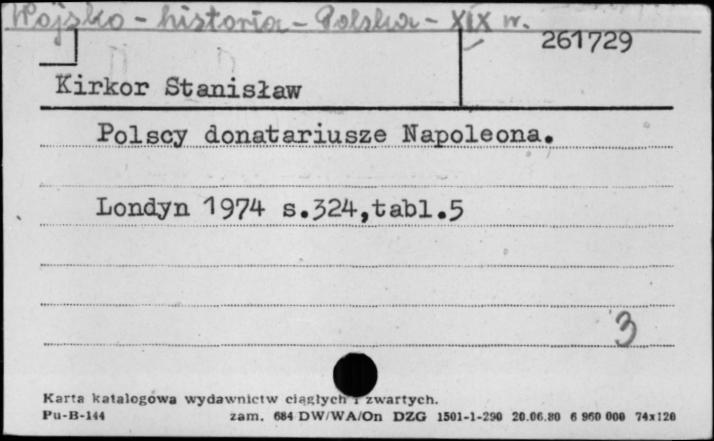 Wojsko - historia - Polska - XIX w.
261729
Kirkor Stanisław
Polscy donatariusze Napoleona.
Londyn 1974 s.324,tabl.5
3
Karta katalogowa wydawnictw ciągłych i zwartych.
Pu-B-144 zam. 684 DW/WA/On DZG 1501-1-290 20.06.80 6 960 000 74x120